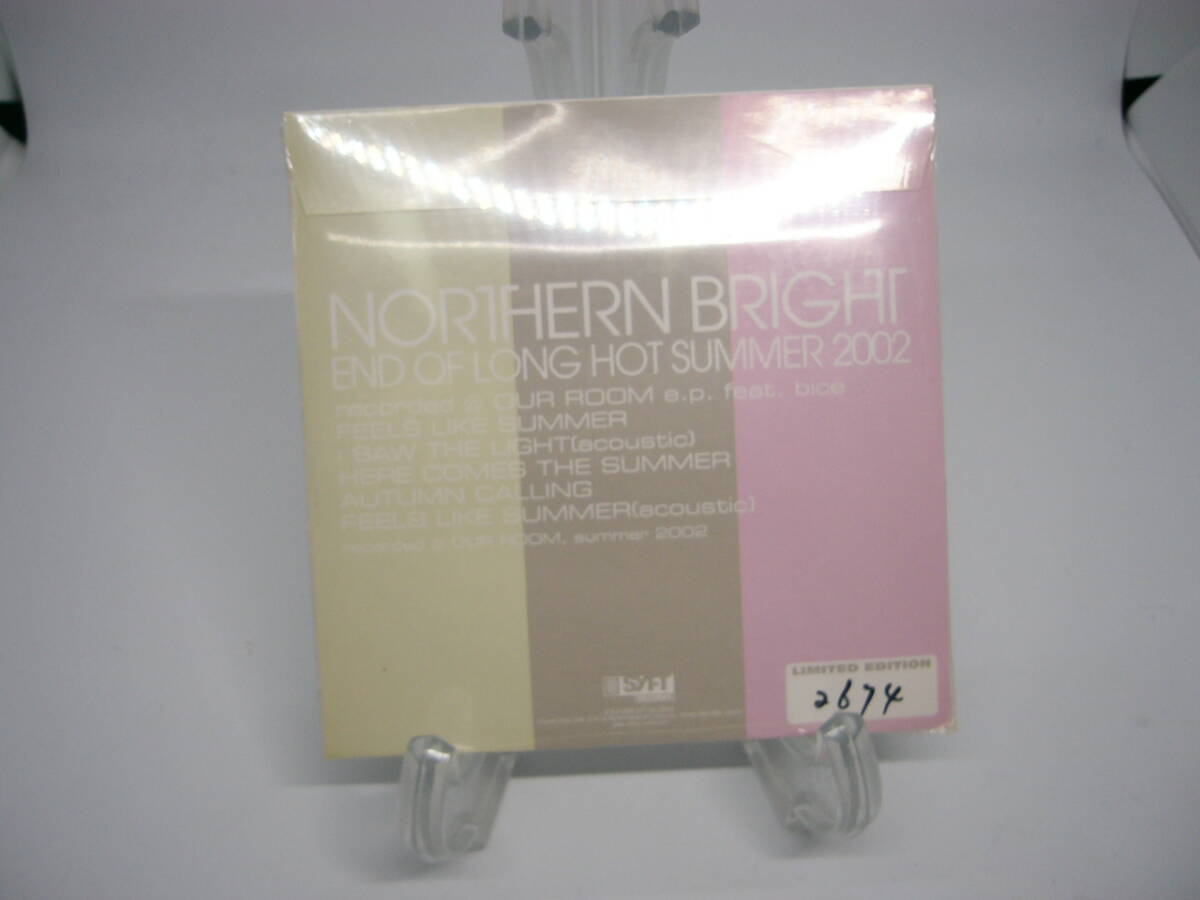 NORTHERN BRIGHT
END OF LONG HOT SUMMER 2002
recorded @ OUR ROOM e.p. feat. bice
FEELS LIKE SUMMER
I SAW THE LIGHT(acoustic)
HERE COMES THE SUMMER
AUTUMN CALLING
FEELS LIKE SUMMER(acoustic)
recorded @ OUR ROOM, summer 2002
LIMITED EDITION
2674